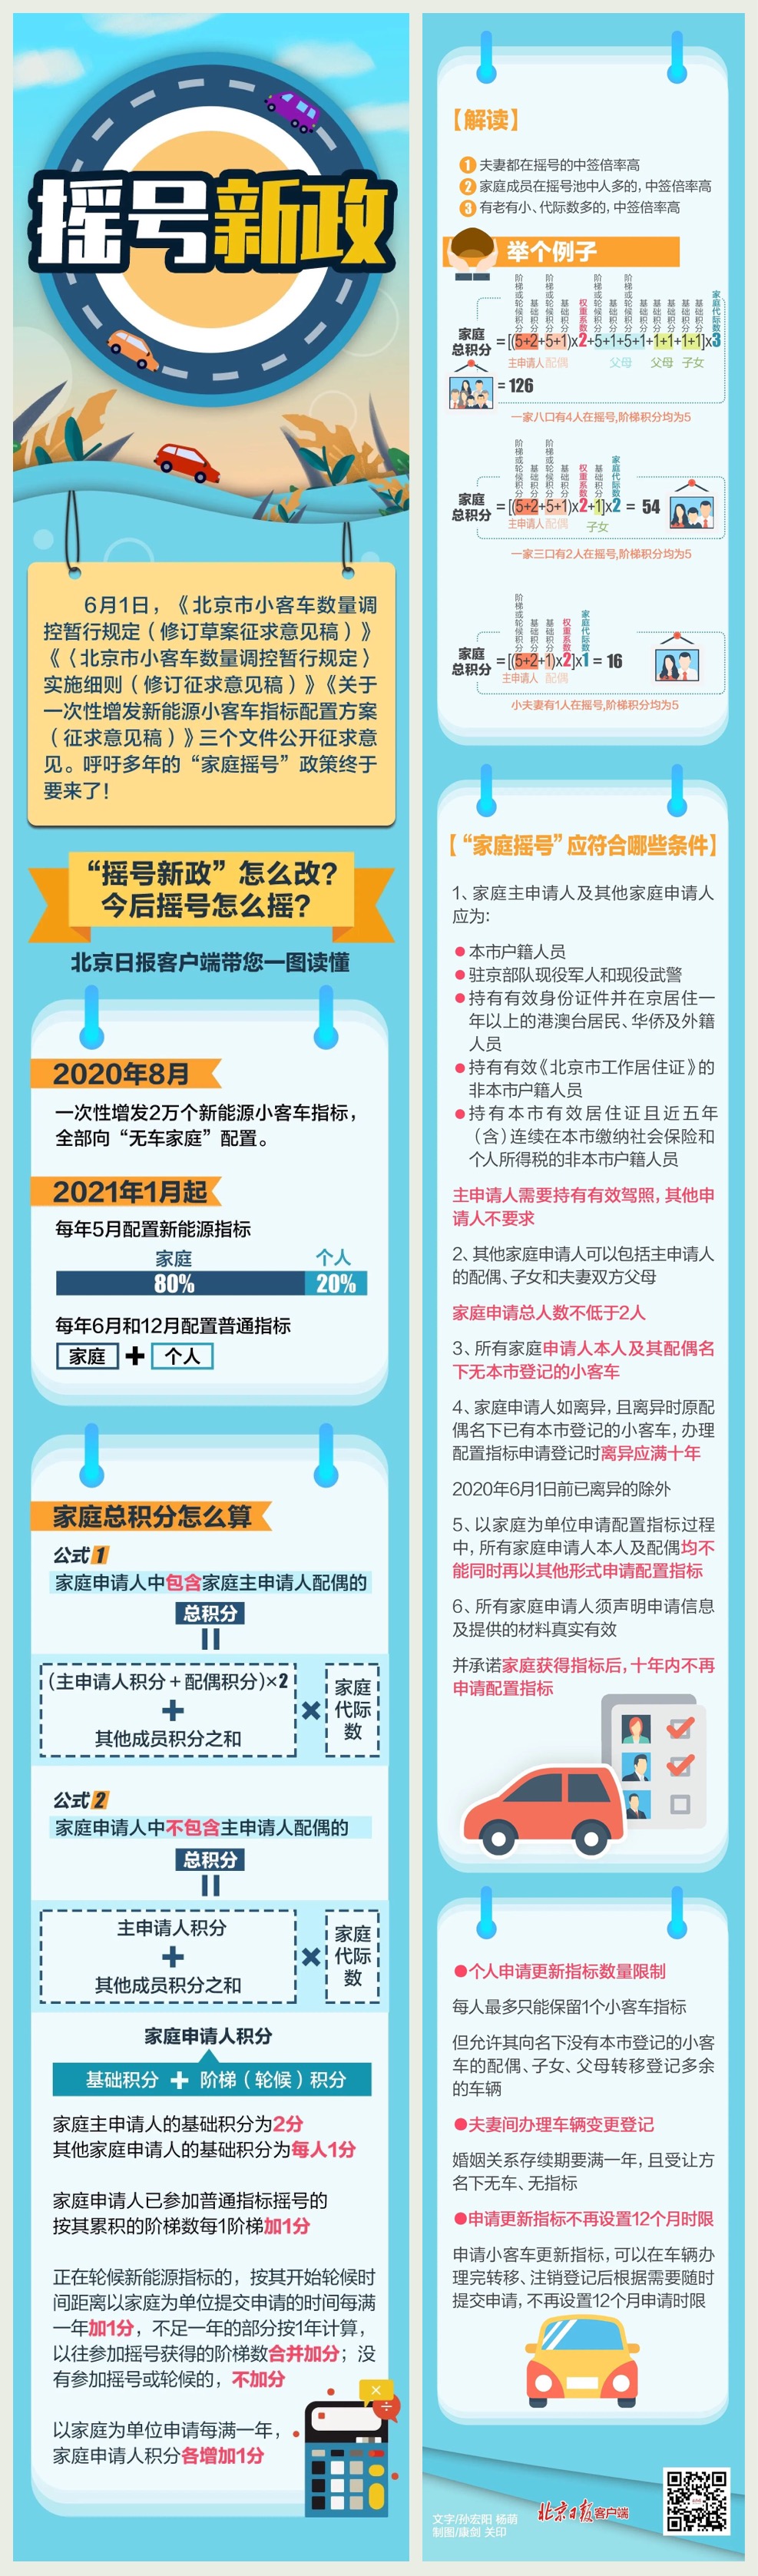 摇号新政
6月1日，《北京市小客车数量调
控暂行规定（修订草案征求意见稿）》
《〈北京市小客车数量调控暂行规定〉
实施细则（修订征求意见稿）》《关于
一次性增发新能源小客车指标配置方案
（征求意见稿）》三个文件公开征求意
见。呼吁多年的“家庭摇号”政策终于
要来了！
“摇号新政”怎么改？
今后摇号怎么摇？
北京日报客户端带您一图读懂
2020年8月
一次性增发2万个新能源小客车指标，
全部向“无车家庭”配置。
2021年1月起
每年5月配置新能源指标
家庭 个人
80% 20%
每年6月和12月配置普通指标
家庭 + 个人
家庭总积分怎么算
公式1
家庭申请人中包含家庭主申请人配偶的
总积分
=
（主申请人积分＋配偶积分）×2
+
其他成员积分之和
×
家庭
代际
数
公式2
家庭申请人中不包含主申请人配偶的
总积分
=
主申请人积分
+
其他成员积分之和
×
家庭
代际
数
家庭申请人积分
基础积分 + 阶梯（轮候）积分
家庭主申请人的基础积分为2分
其他家庭申请人的基础积分为每人1分
家庭申请人已参加普通指标摇号的
按其累积的阶梯数每1阶梯加1分
正在轮候新能源指标的，按其开始轮候时
间距离以家庭为单位提交申请的时间每满
一年加1分，不足一年的部分按1年计算，
以往参加摇号获得的阶梯数合并加分；没
有参加摇号或轮候的，不加分
以家庭为单位申请每满一年，
家庭申请人积分各增加1分
× ÷
【解读】
1 夫妻都在摇号的中签倍率高
2 家庭成员在摇号池中人多的，中签倍率高
3 有老有小、代际数多的，中签倍率高
举个例子
阶梯或轮候积分 基础积分 阶梯或轮候积分 基础积分 权重系数 阶梯或轮候积分 基础积分 阶梯或轮候积分 基础积分 基础积分 基础积分 基础积分 基础积分 家庭代际数
家庭
总积分
=[(5+2+5+1)x2+5+1+5+1+1+1+1+1]x3
主申请人 配偶 父母 父母 子女
=126
一家八口有4人在摇号,阶梯积分均为5
阶梯或轮候积分 基础积分 阶梯或轮候积分 基础积分 权重系数 基础积分 家庭代际数
家庭
总积分
=[(5+2+5+1)x2+1]x2 = 54
主申请人 配偶 子女
一家三口有2人在摇号,阶梯积分均为5
阶梯或轮候积分 基础积分 基础积分 权重系数 家庭代际数
家庭
总积分
=[(5+2+1)x2]x1=16
主申请人 配偶
小夫妻有1人在摇号,阶梯积分均为5
【“家庭摇号”应符合哪些条件】
1、家庭主申请人及其他家庭申请人
应为：
●本市户籍人员
●驻京部队现役军人和现役武警
●持有有效身份证件并在京居住一
年以上的港澳台居民、华侨及外籍
人员
●持有有效《北京市工作居住证》的
非本市户籍人员
●持有本市有效居住证且近五年
（含）连续在本市缴纳社会保险和
个人所得税的非本市户籍人员
主申请人需要持有有效驾照，其他申
请人不要求
2、其他家庭申请人可以包括主申请人
的配偶、子女和夫妻双方父母
家庭申请总人数不低于2人
3、所有家庭申请人本人及其配偶名
下无本市登记的小客车
4、家庭申请人如离异，且离异时原配
偶名下已有本市登记的小客车，办理
配置指标申请登记时离异应满十年
2020年6月1日前已离异的除外
5、以家庭为单位申请配置指标过程
中，所有家庭申请人本人及配偶均不
能同时再以其他形式申请配置指标
6、所有家庭申请人须声明申请信息
及提供的材料真实有效
并承诺家庭获得指标后，十年内不再
申请配置指标
●个人申请更新指标数量限制
每人最多只能保留1个小客车指标
但允许其向名下没有本市登记的小客
车的配偶、子女、父母转移登记多余
的车辆
●夫妻间办理车辆变更登记
婚姻关系存续期要满一年，且受让方
名下无车、无指标
●申请更新指标不再设置12个月时限
申请小客车更新指标，可以在车辆办
理完转移、注销登记后根据需要随时
提交申请，不再设置12个月申请时限
文字/孙宏阳 杨萌
制图/康剑 关印
北京日报客户端